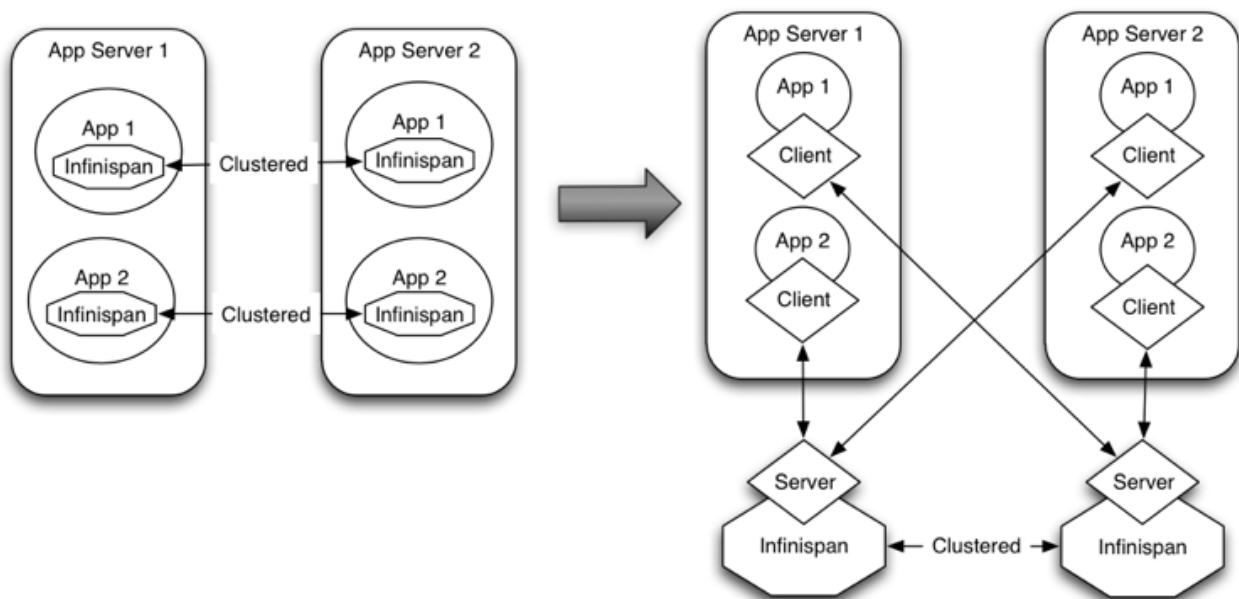 App Server 1
App 1
Infinispan
App 2
Infinispan
Clustered
Clustered
App Server 2
App 1
Infinispan
App 2
Infinispan
App Server 1
App 1
Client
App 2
Client
App Server 2
App 1
Client
App 2
Client
Server
Infinispan
Clustered
Server
Infinispan